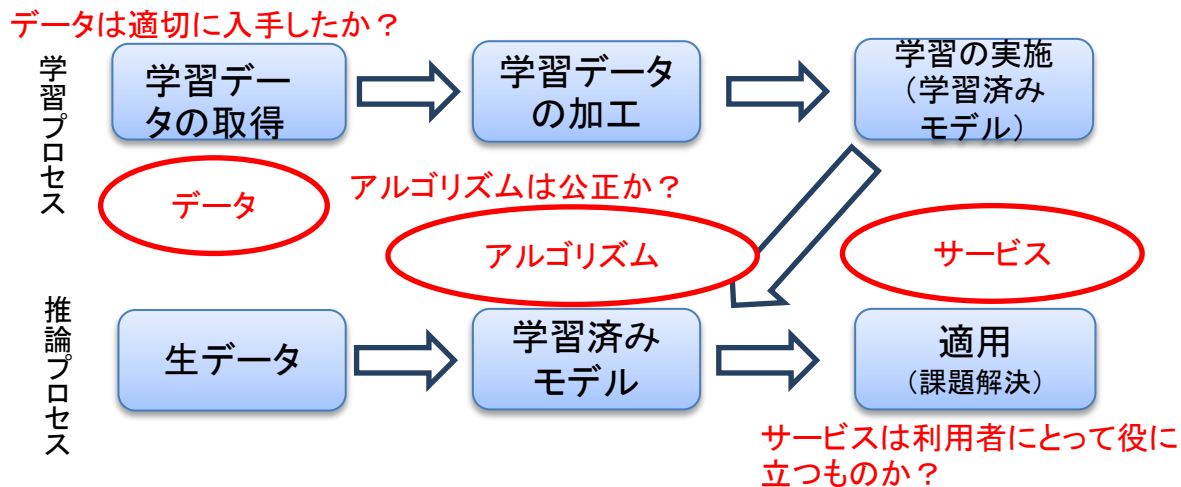 データは適切に入手したか？
学習プロセス
学習デー
タの取得
学習データ
の加工
学習の実施
（学習済み
モデル）
データ
アルゴリズムは公正か？
アルゴリズム
サービス
推論プロセス
生データ
学習済み
モデル
適用
（課題解決）
サービスは利用者にとって役に
立つものか？